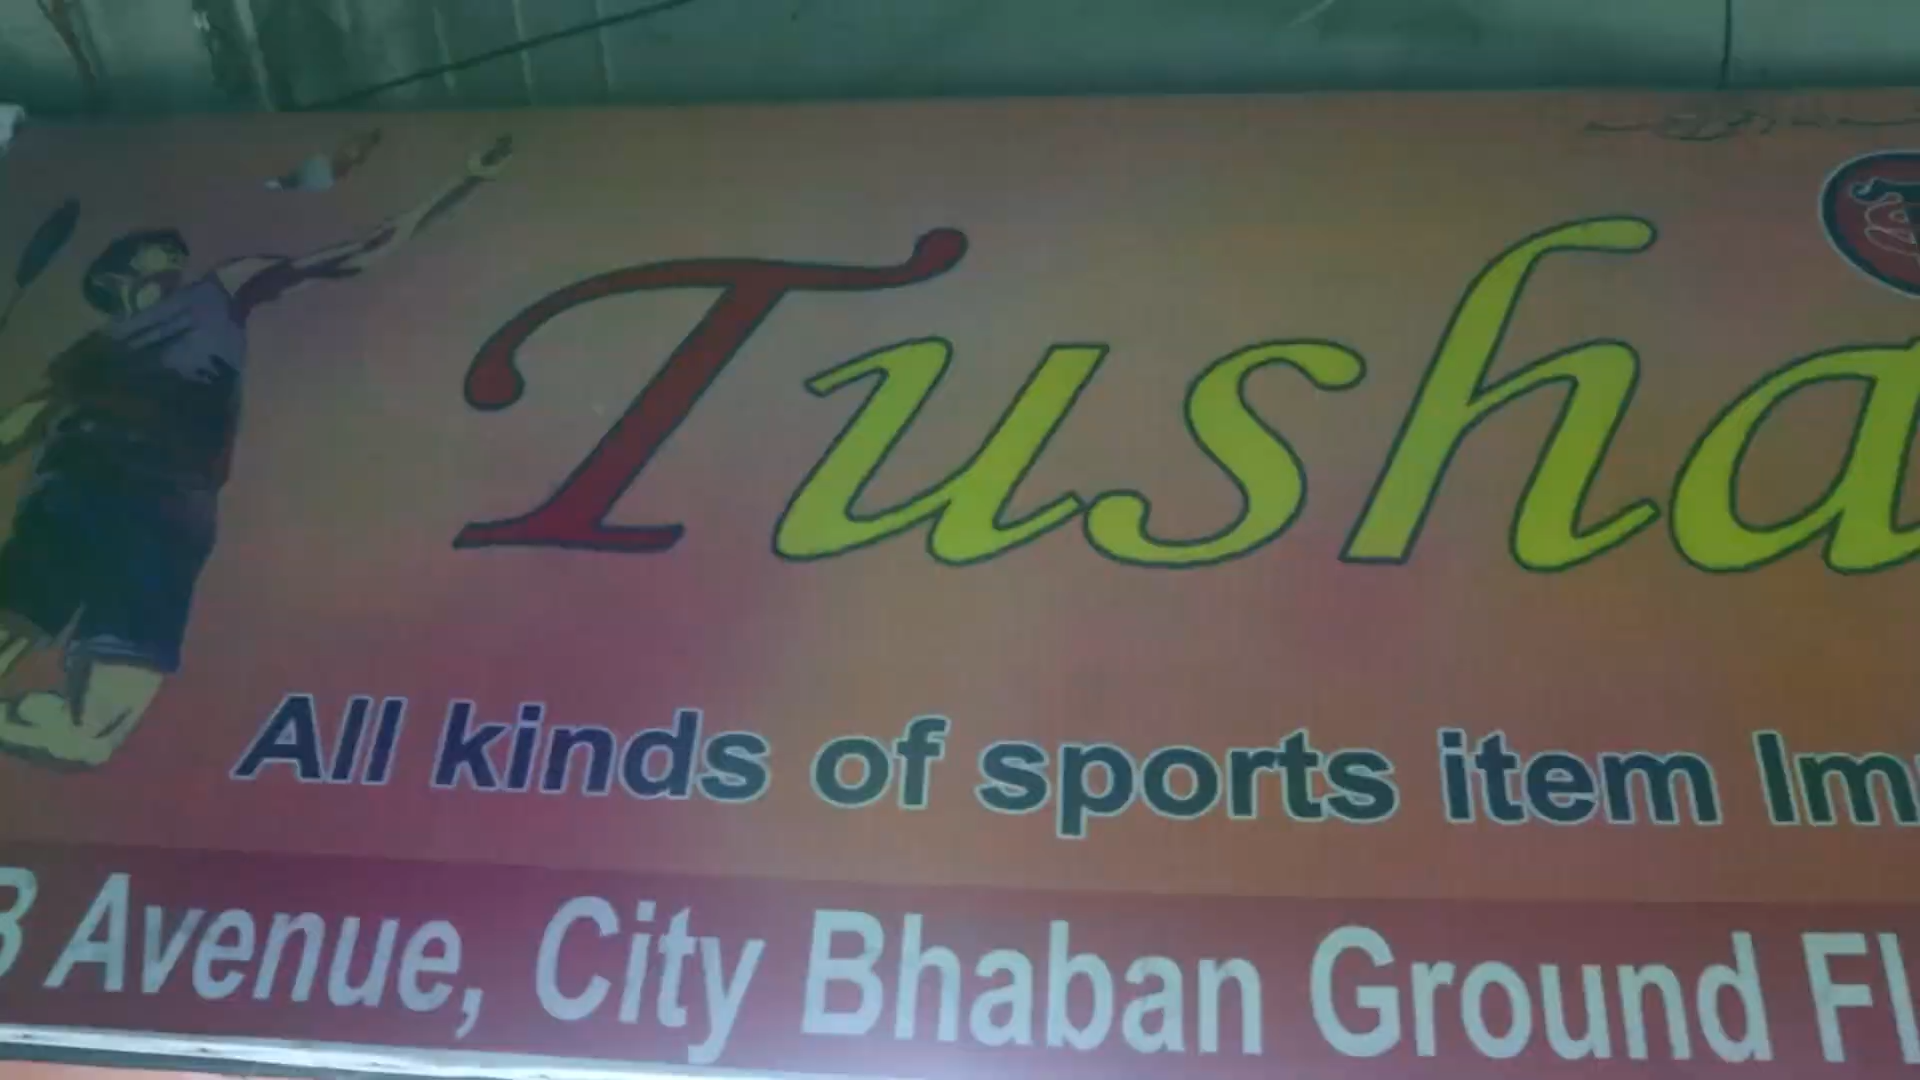 Tusha
All kinds of sports item Im
B Avenue, City Bhaban Ground Fl